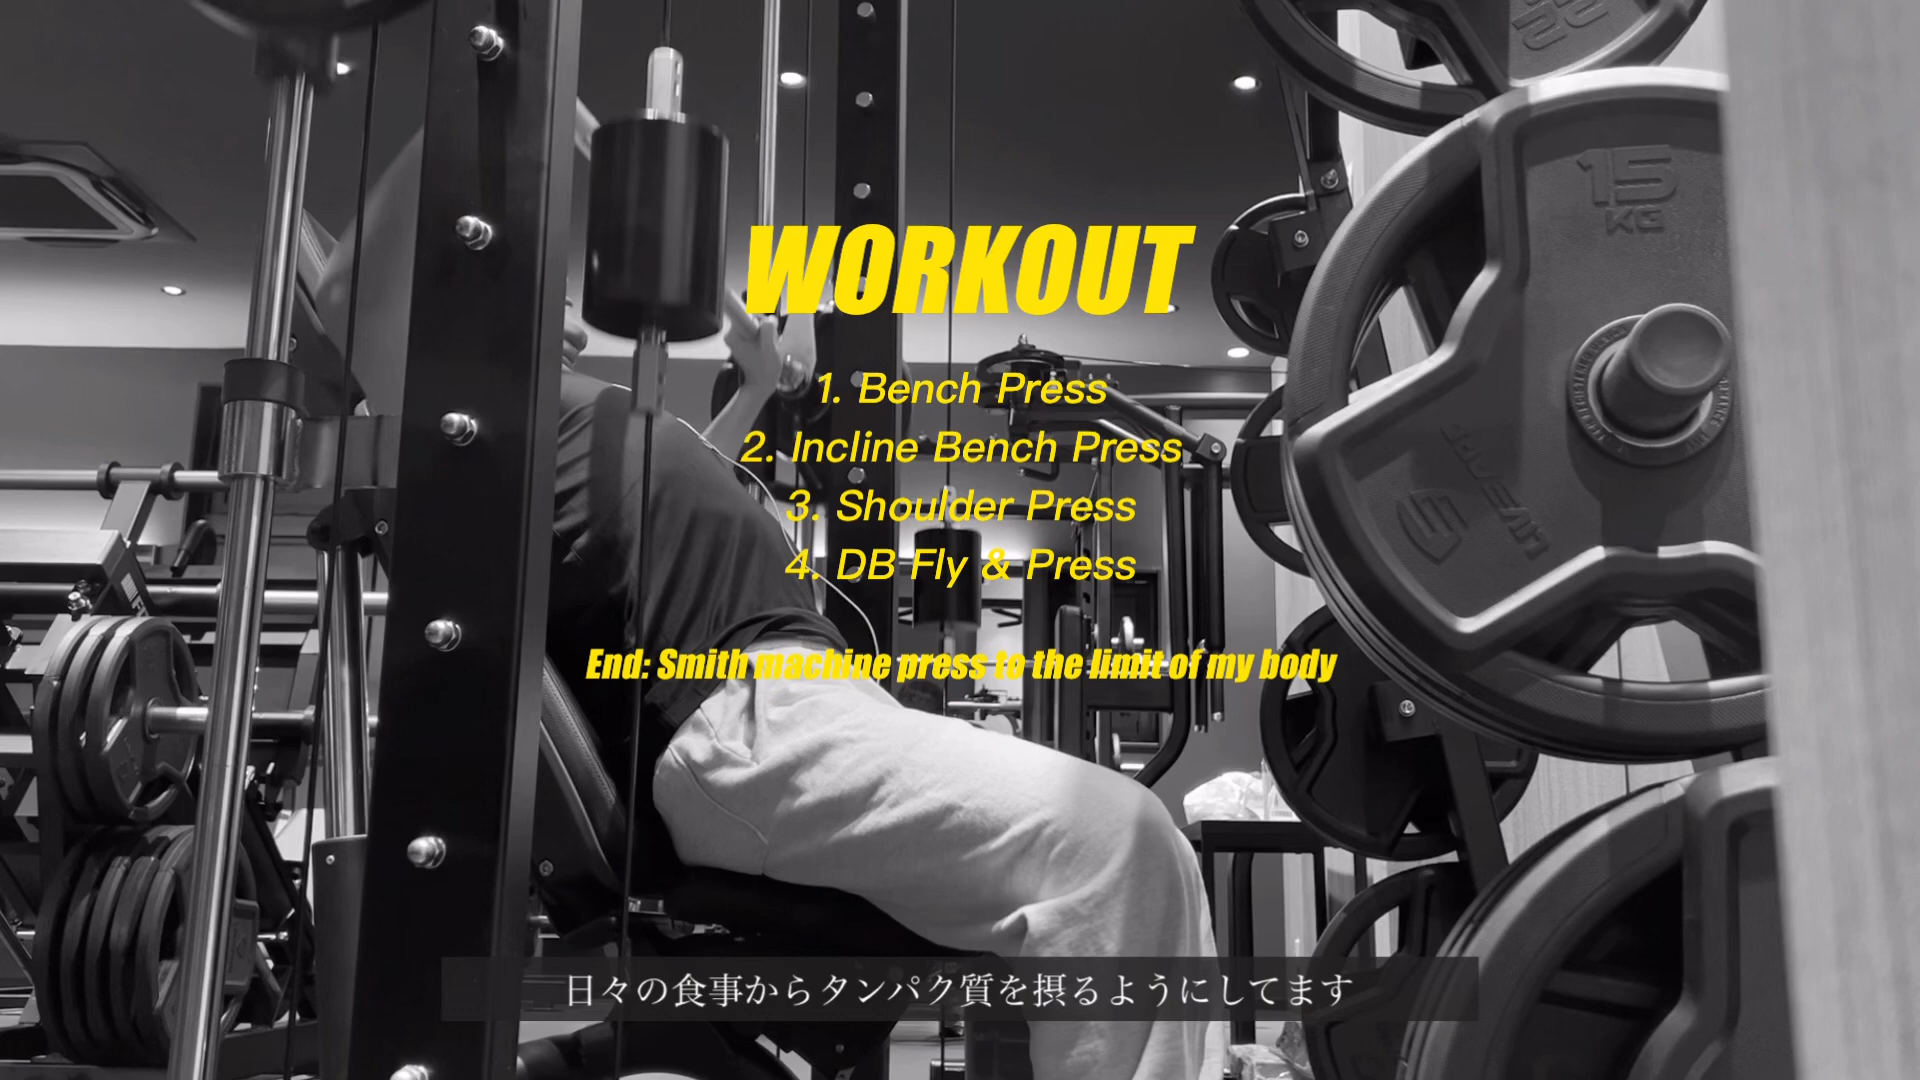 WORKOUT
1. Bench Press
2. Incline Bench Press
3. Shoulder Press
4. DB Fly & Press
End: Smith machine press to the limit of my body
日々の食事からタンパク質を摂るようにしてます
15
KG